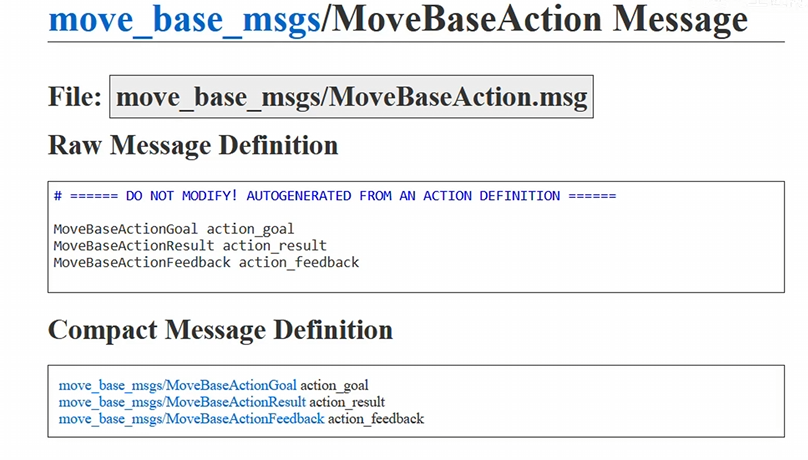 move_base_msgs/MoveBaseAction Message
File: move_base_msgs/MoveBaseAction.msg
Raw Message Definition
# ====== DO NOT MODIFY! AUTOGENERATED FROM AN ACTION DEFINITION ======
MoveBaseActionGoal action_goal
MoveBaseActionResult action_result
MoveBaseActionFeedback action_feedback
Compact Message Definition
move_base_msgs/MoveBaseActionGoal action_goal
move_base_msgs/MoveBaseActionResult action_result
move_base_msgs/MoveBaseActionFeedback action_feedback